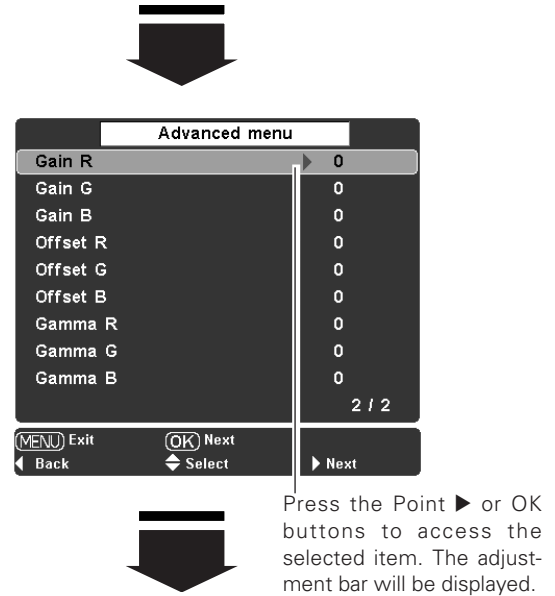 Advanced menu
Gain R 0
Gain G 0
Gain B 0
Offset R 0
Offset G 0
Offset B 0
Gamma R 0
Gamma G 0
Gamma B 0
2 / 2
MENU Exit OK Next
◀ Back Select ▶ Next
Press the Point ▶ or OK
buttons to access the
selected item. The adjust-
ment bar will be displayed.